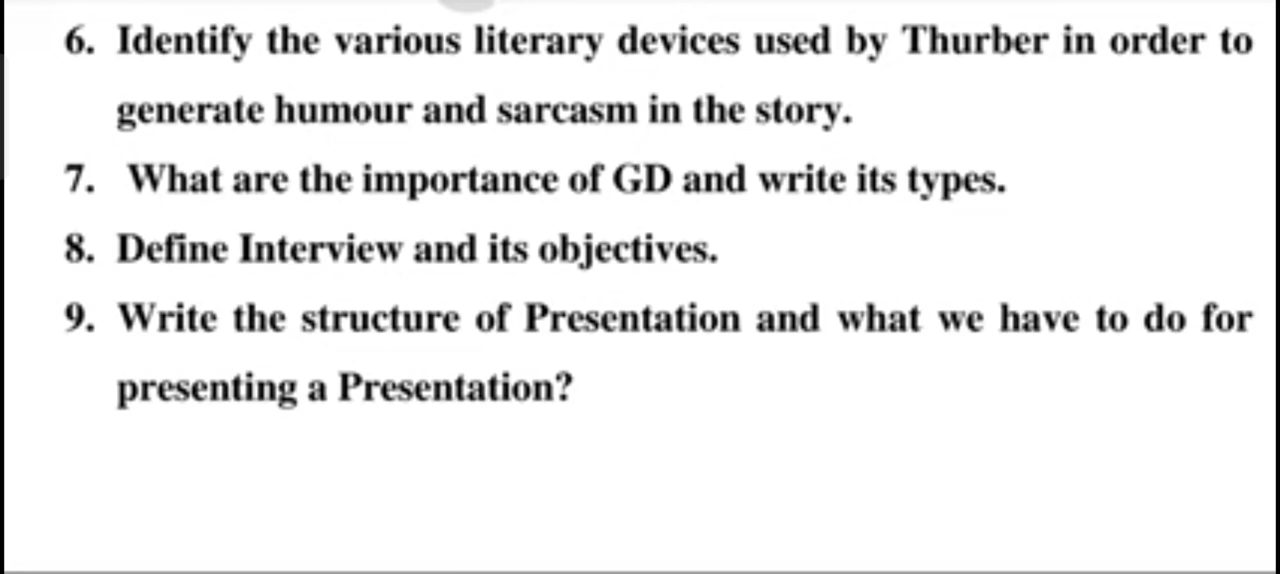 6. Identify the various literary devices used by Thurber in order to
generate humour and sarcasm in the story.
7. What are the importance of GD and write its types.
8. Define Interview and its objectives.
9. Write the structure of Presentation and what we have to do for
presenting a Presentation?